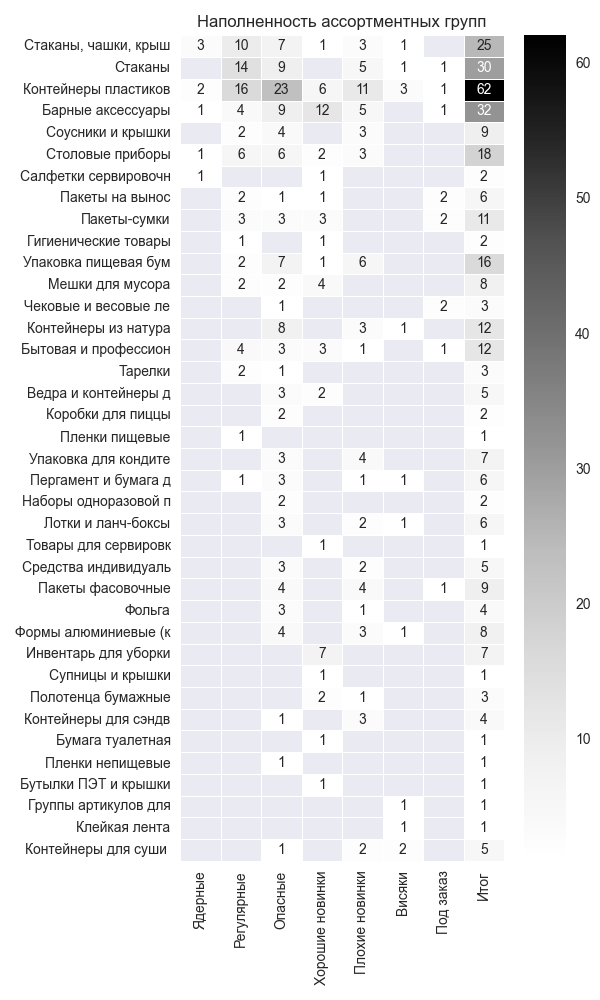 Наполненность ассортментных групп
Стаканы, чашки, крыш 3 10 7 1 3 1 25
Стаканы 14 9 5 1 1 30
Контейнеры пластиков 2 16 23 6 11 3 1 62
Барные аксессуары 1 4 9 12 5 1 32
Соусники и крышки 2 4 3 9
Столовые приборы 1 6 6 2 3 18
Салфетки сервировочн 1 1 2
Пакеты на вынос 2 1 1 2 6
Пакеты-сумки 3 3 3 2 11
Гигиенические товары 1 1 2
Упаковка пищевая бум 2 7 1 6 16
Мешки для мусора 2 2 4 8
Чековые и весовые ле 1 2 3
Контейнеры из натура 8 3 1 12
Бытовая и профессион 4 3 3 1 1 12
Тарелки 2 1 3
Ведра и контейнеры д 3 2 5
Коробки для пиццы 2 2
Пленки пищевые 1 1
Упаковка для кондите 3 4 7
Пергамент и бумага д 1 3 1 1 6
Наборы одноразовой п 2 2
Лотки и ланч-боксы 3 2 1 6
Товары для сервировк 1 1
Средства индивидуаль 3 2 5
Пакеты фасовочные 4 4 1 9
Фольга 3 1 4
Формы алюминиевые (к 4 3 1 8
Инвентарь для уборки 7 7
Супницы и крышки 1 1
Полотенца бумажные 2 1 3
Контейнеры для сэндв 1 3 4
Бумага туалетная 1 1
Пленки непищевые 1 1
Бутылки ПЭТ и крышки 1 1
Группы артикулов для 1 1
Клейкая лента 1 1
Контейнеры для суши 1 2 2 5
Ядерные
Регулярные
Опасные
Хорошие новинки
Плохие новинки
Висяки
Под заказ
Итог
60
50
40
30
20
10